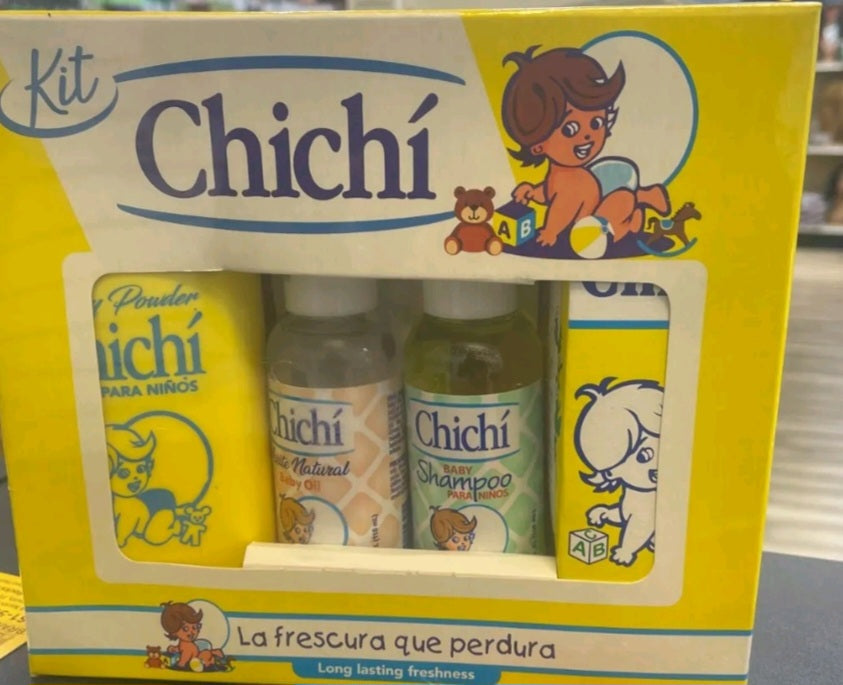 Kit
Chichí
A B
Powder
PARA NIÑOS
Chichí
Natural
Baby Oil
Chichí
BABY
Shampoo
PARA NIÑOS
A B C
La frescura que perdura
Long lasting freshness